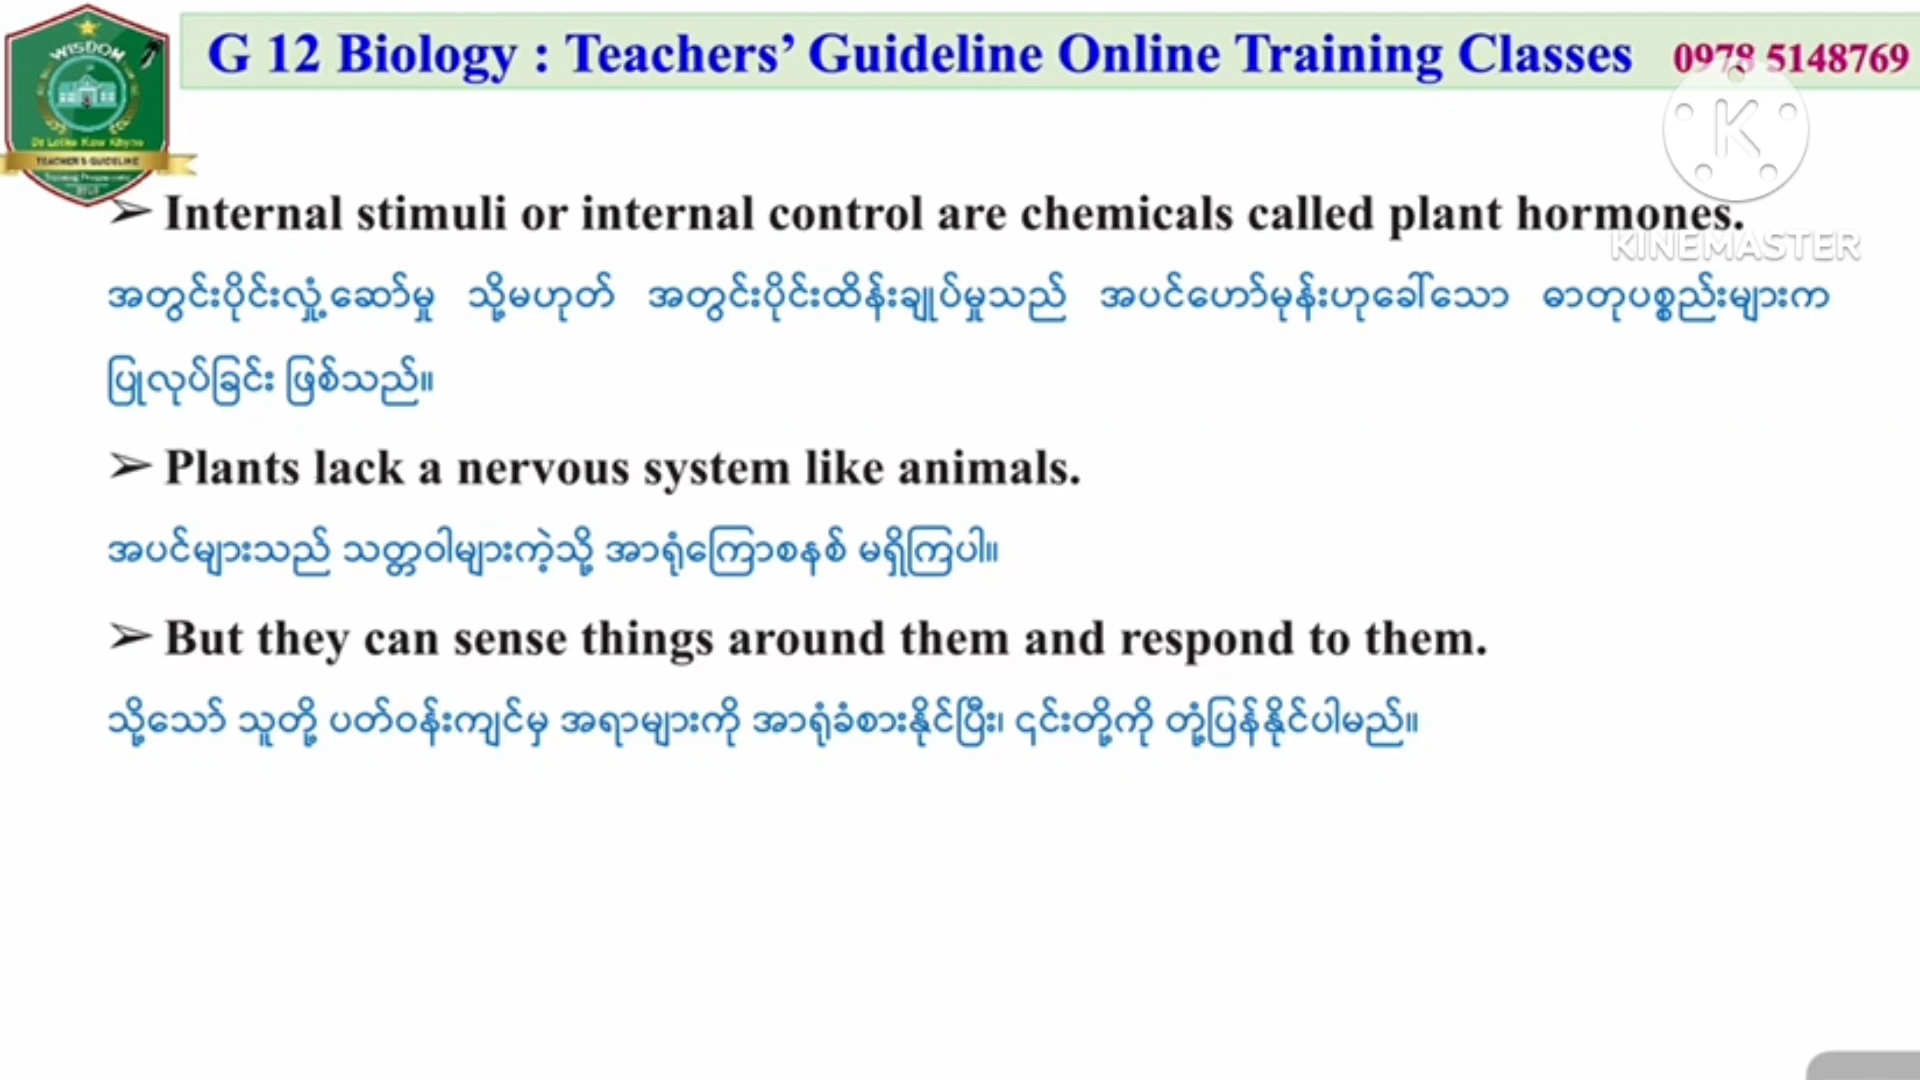 G 12 Biology : Teachers’ Guideline Online Training Classes 0978 5148769
WISDOM
TEACHER'S GUIDELINE
➢ Internal stimuli or internal control are chemicals called plant hormones.
KINEMASTER
အတွင်းပိုင်းလှုံ့ဆော်မှု သို့မဟုတ် အတွင်းပိုင်းထိန်းချုပ်မှုသည် အပင်ဟော်မုန်းဟုခေါ်သော ဓာတုပစ္စည်းများက
ပြုလုပ်ခြင်း ဖြစ်သည်။
➢ Plants lack a nervous system like animals.
အပင်များသည် သတ္တဝါများကဲ့သို့ အာရုံကြောစနစ် မရှိကြပါ။
➢ But they can sense things around them and respond to them.
သို့သော် သူတို့ ပတ်ဝန်းကျင်မှ အရာများကို အာရုံခံစားနိုင်ပြီး၊ ၎င်းတို့ကို တုံ့ပြန်နိုင်ပါမည်။